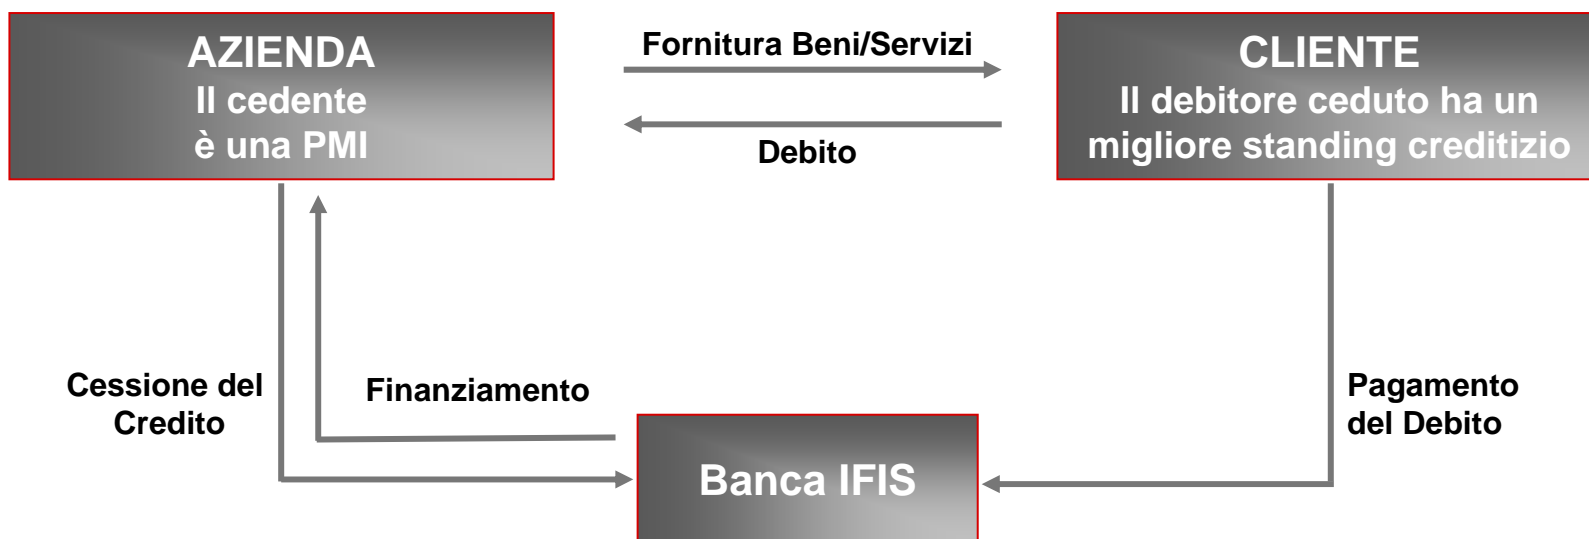 AZIENDA
Il cedente
è una PMI
Fornitura Beni/Servizi
Debito
CLIENTE
Il debitore ceduto ha un
migliore standing creditizio
Cessione del
Credito
Finanziamento
Pagamento
del Debito
Banca IFIS